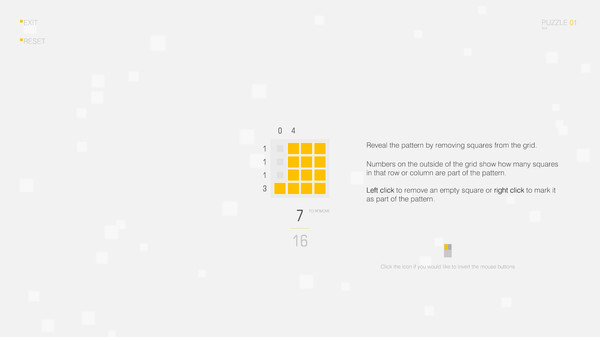 EXIT
RESET
PUZZLE 01
0 4
1
1
1
3
7 TO REMOVE
16
Reveal the pattern by removing squares from the grid.
Numbers on the outside of the grid show how many squares
in that row or column are part of the pattern.
Left click to remove an empty square or right click to mark it
as part of the pattern.
Click the icon if you would like to invert the mouse buttons.